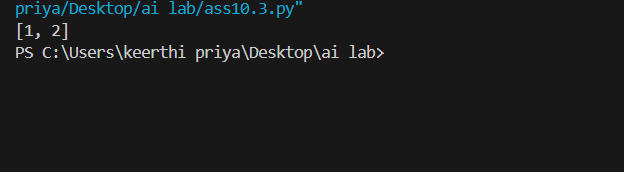 priya/Desktop/ai lab/ass10.3.py"
[1, 2]
PS C:\Users\keerthi priya\Desktop\ai lab>